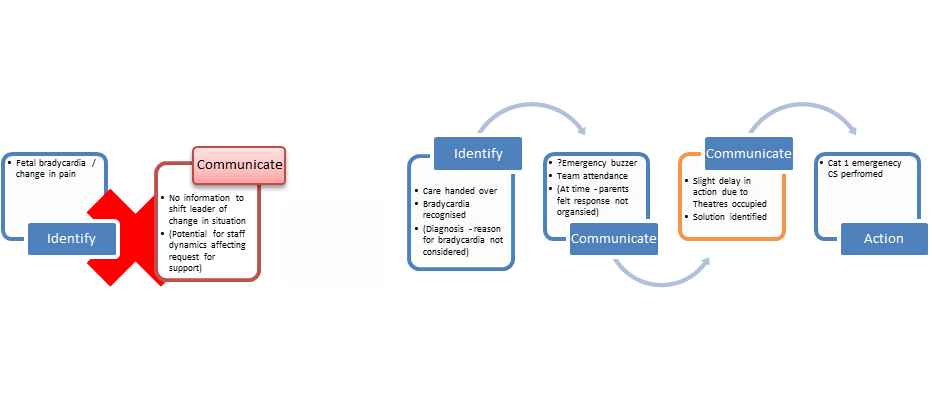 • Fetal bradycardia /
change in pain
Identify
Communicate
• No information to
shift leader of
change in situation
• (Potential for staff
dynamics affecting
request for
support)
Identify
• Care handed over
• Bradycardia
recognised
• (Diagnosis - reason
for bradycardia not
considered)
• ?Emergency buzzer
• Team attendance
• (At time - parents
felt response not
organsied)
Communicate
Communicate
• Slight delay in
action due to
Theatres occupied
• Solution identified
• Cat 1 emergenecy
CS perfromed
Action